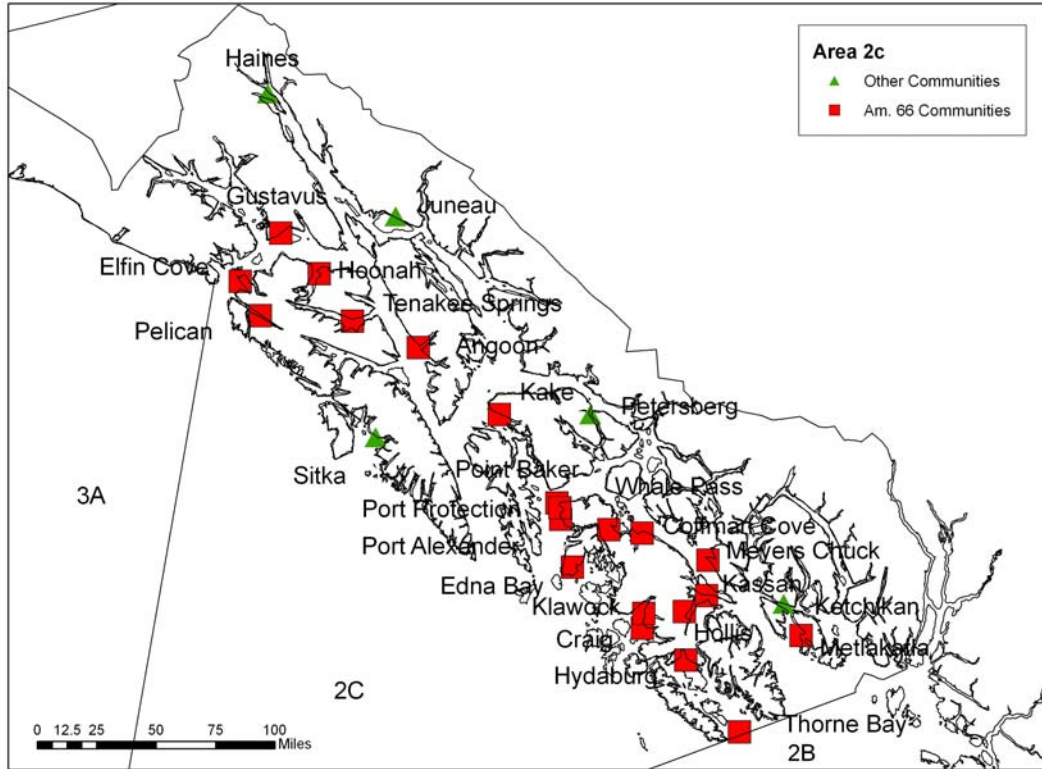 Haines
Area 2c
Other Communities
Am. 66 Communities
Gustavus
Juneau
Elfin Cove
Hoonah
Tenakee Springs
Pelican
Angoon
Kake
Petersberg
Sitka
Point Baker
Whale Pass
3A
Port Protection
Coffman Cove
Port Alexander
Meyers Chuck
Edna Bay
Kassan
Klawock
Ketchikan
Craig
Hollis
Metlakatla
Hydaburg
2C
Thorne Bay
0 12.5 25 50 75 100
Miles
2B